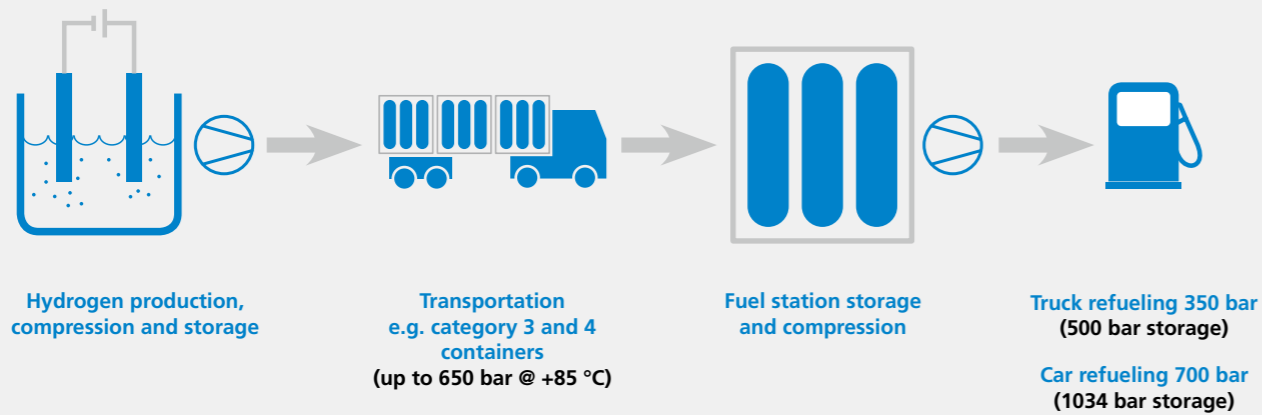 Hydrogen production,
compression and storage
Transportation
e.g. category 3 and 4
containers
(up to 650 bar @ +85 °C)
Fuel station storage
and compression
Truck refueling 350 bar
(500 bar storage)
Car refueling 700 bar
(1034 bar storage)